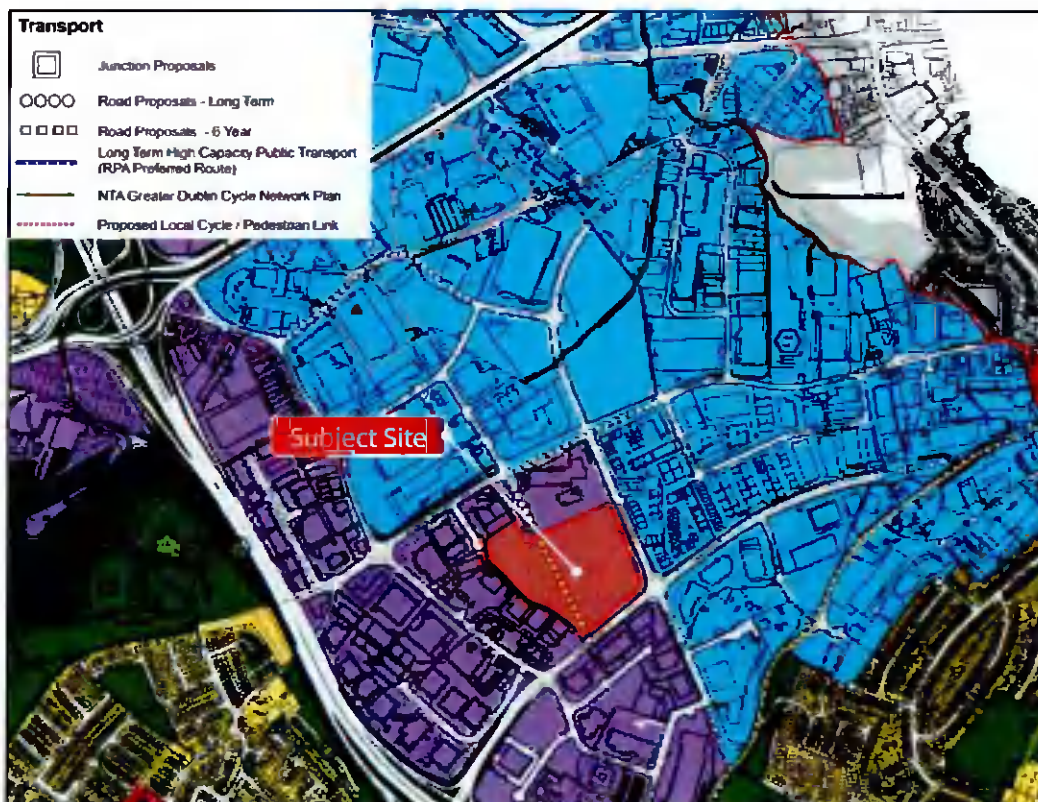 Transport
Junction Proposals
Road Proposals - Long Term
Road Proposals - 6 Year
Long Term High Capacity Public Transport
(RPA Preferred Route)
NTA Greater Dublin Cycle Network Plan
Proposed Local Cycle / Pedestrian Link
Subject Site